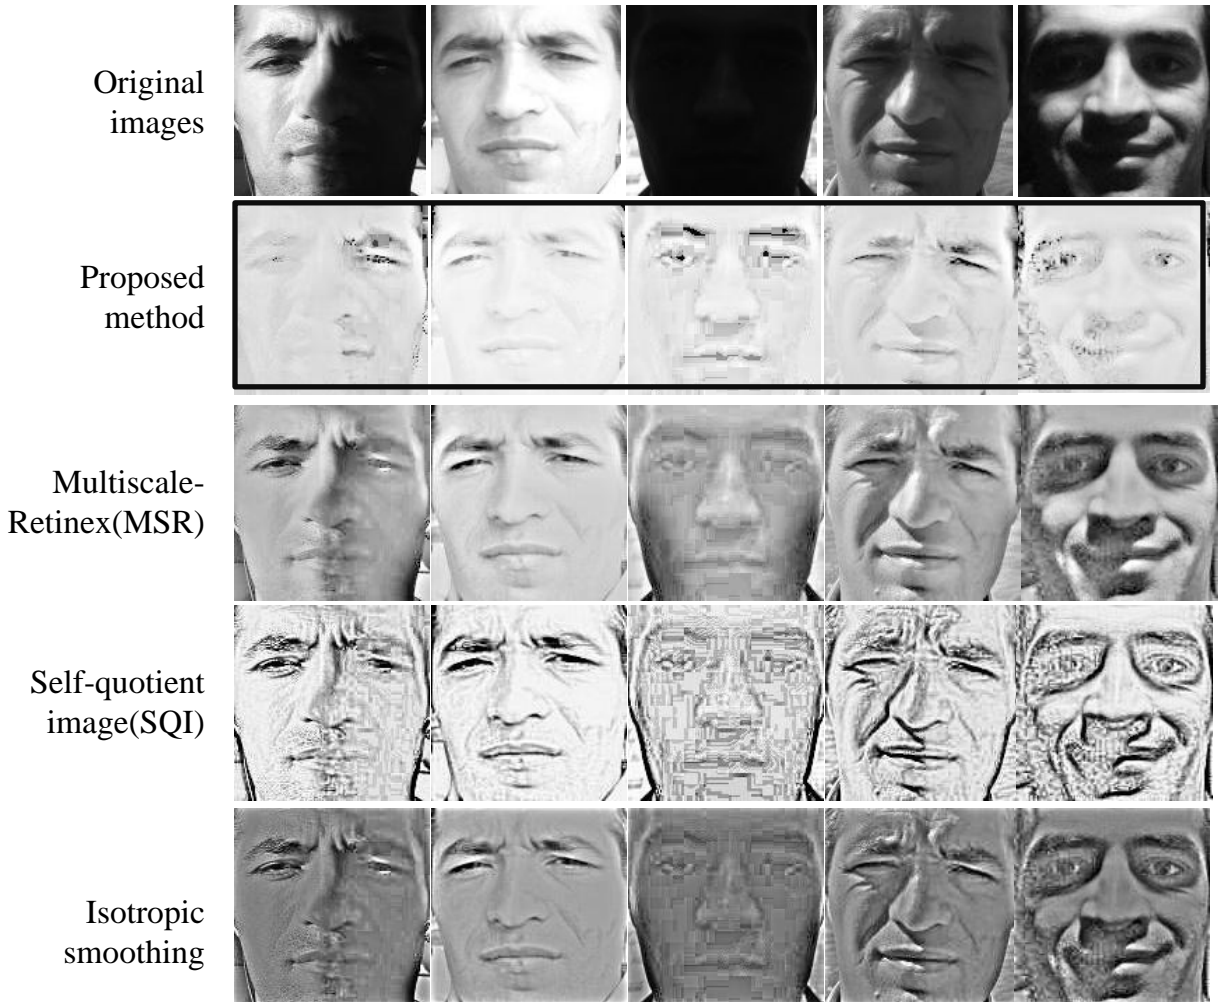 Original
images
Proposed
method
Multiscale-
Retinex(MSR)
Self-quotient
image(SQI)
Isotropic
smoothing